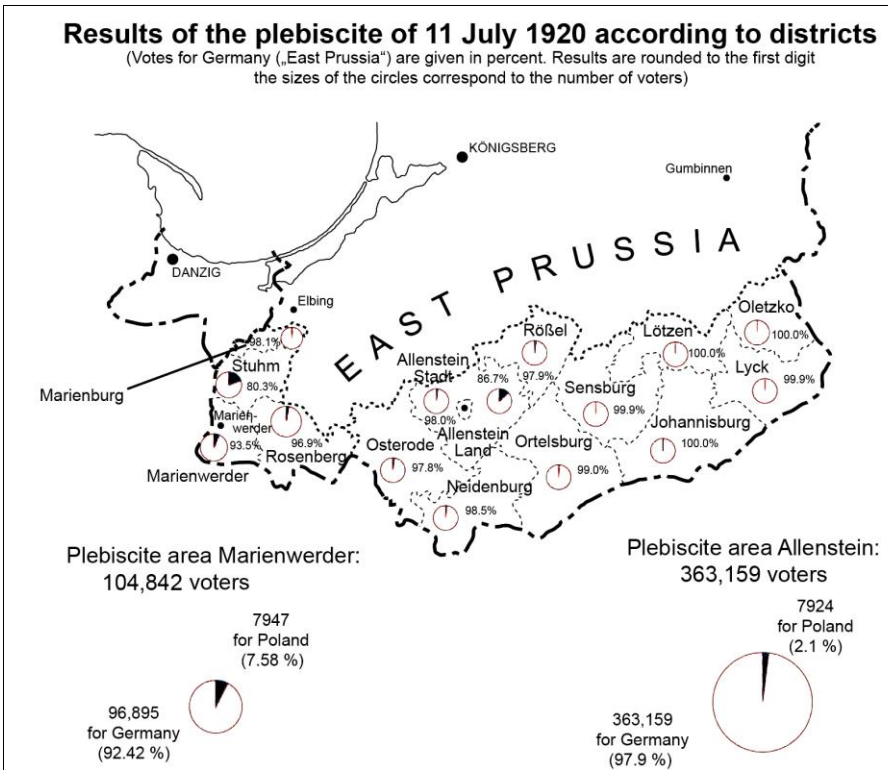 Results of the plebiscite of 11 July 1920 according to districts
(Votes for Germany („East Prussia“) are given in percent. Results are rounded to the first digit
the sizes of the circles correspond to the number of voters)
KÖNIGSBERG
Gumbinnen
DANZIG
Elbing
EAST PRUSSIA
98.1%
Marienburg
Stuhm
80.3%
Marien-
werder
93.5%
Marienwerder
96.9%
Rosenberg
Allenstein
Stadt
98.0%
86.7%
Allenstein
Land
Rößel
97.9%
Lötzen
100.0%
Oletzko
100.0%
Lyck
99.9%
Sensburg
99.9%
Johannisburg
100.0%
Ortelsburg
99.0%
Osterode
97.8%
Neidenburg
98.5%
Plebiscite area Marienwerder:
104,842 voters
7947
for Poland
(7.58 %)
96,895
for Germany
(92.42 %)
Plebiscite area Allenstein:
363,159 voters
7924
for Poland
(2.1 %)
363,159
for Germany
(97.9 %)